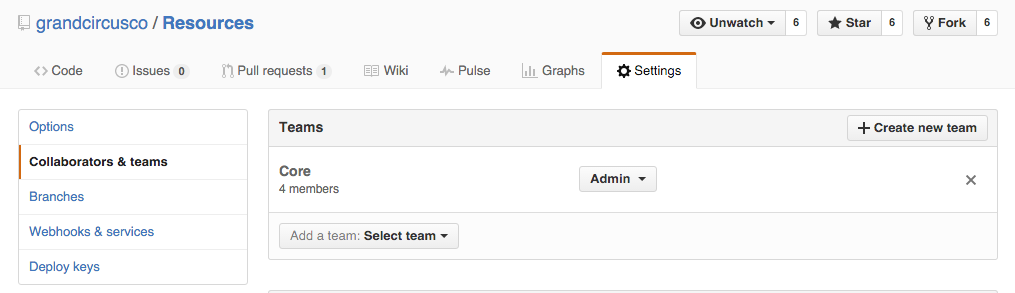 grandcircusco / Resources
Unwatch 6 Star 6 Fork 6
Code Issues 0 Pull requests 1 Wiki Pulse Graphs Settings
Options
Collaborators & teams
Branches
Webhooks & services
Deploy keys
Teams
Create new team
Core
4 members
Admin
Add a team: Select team